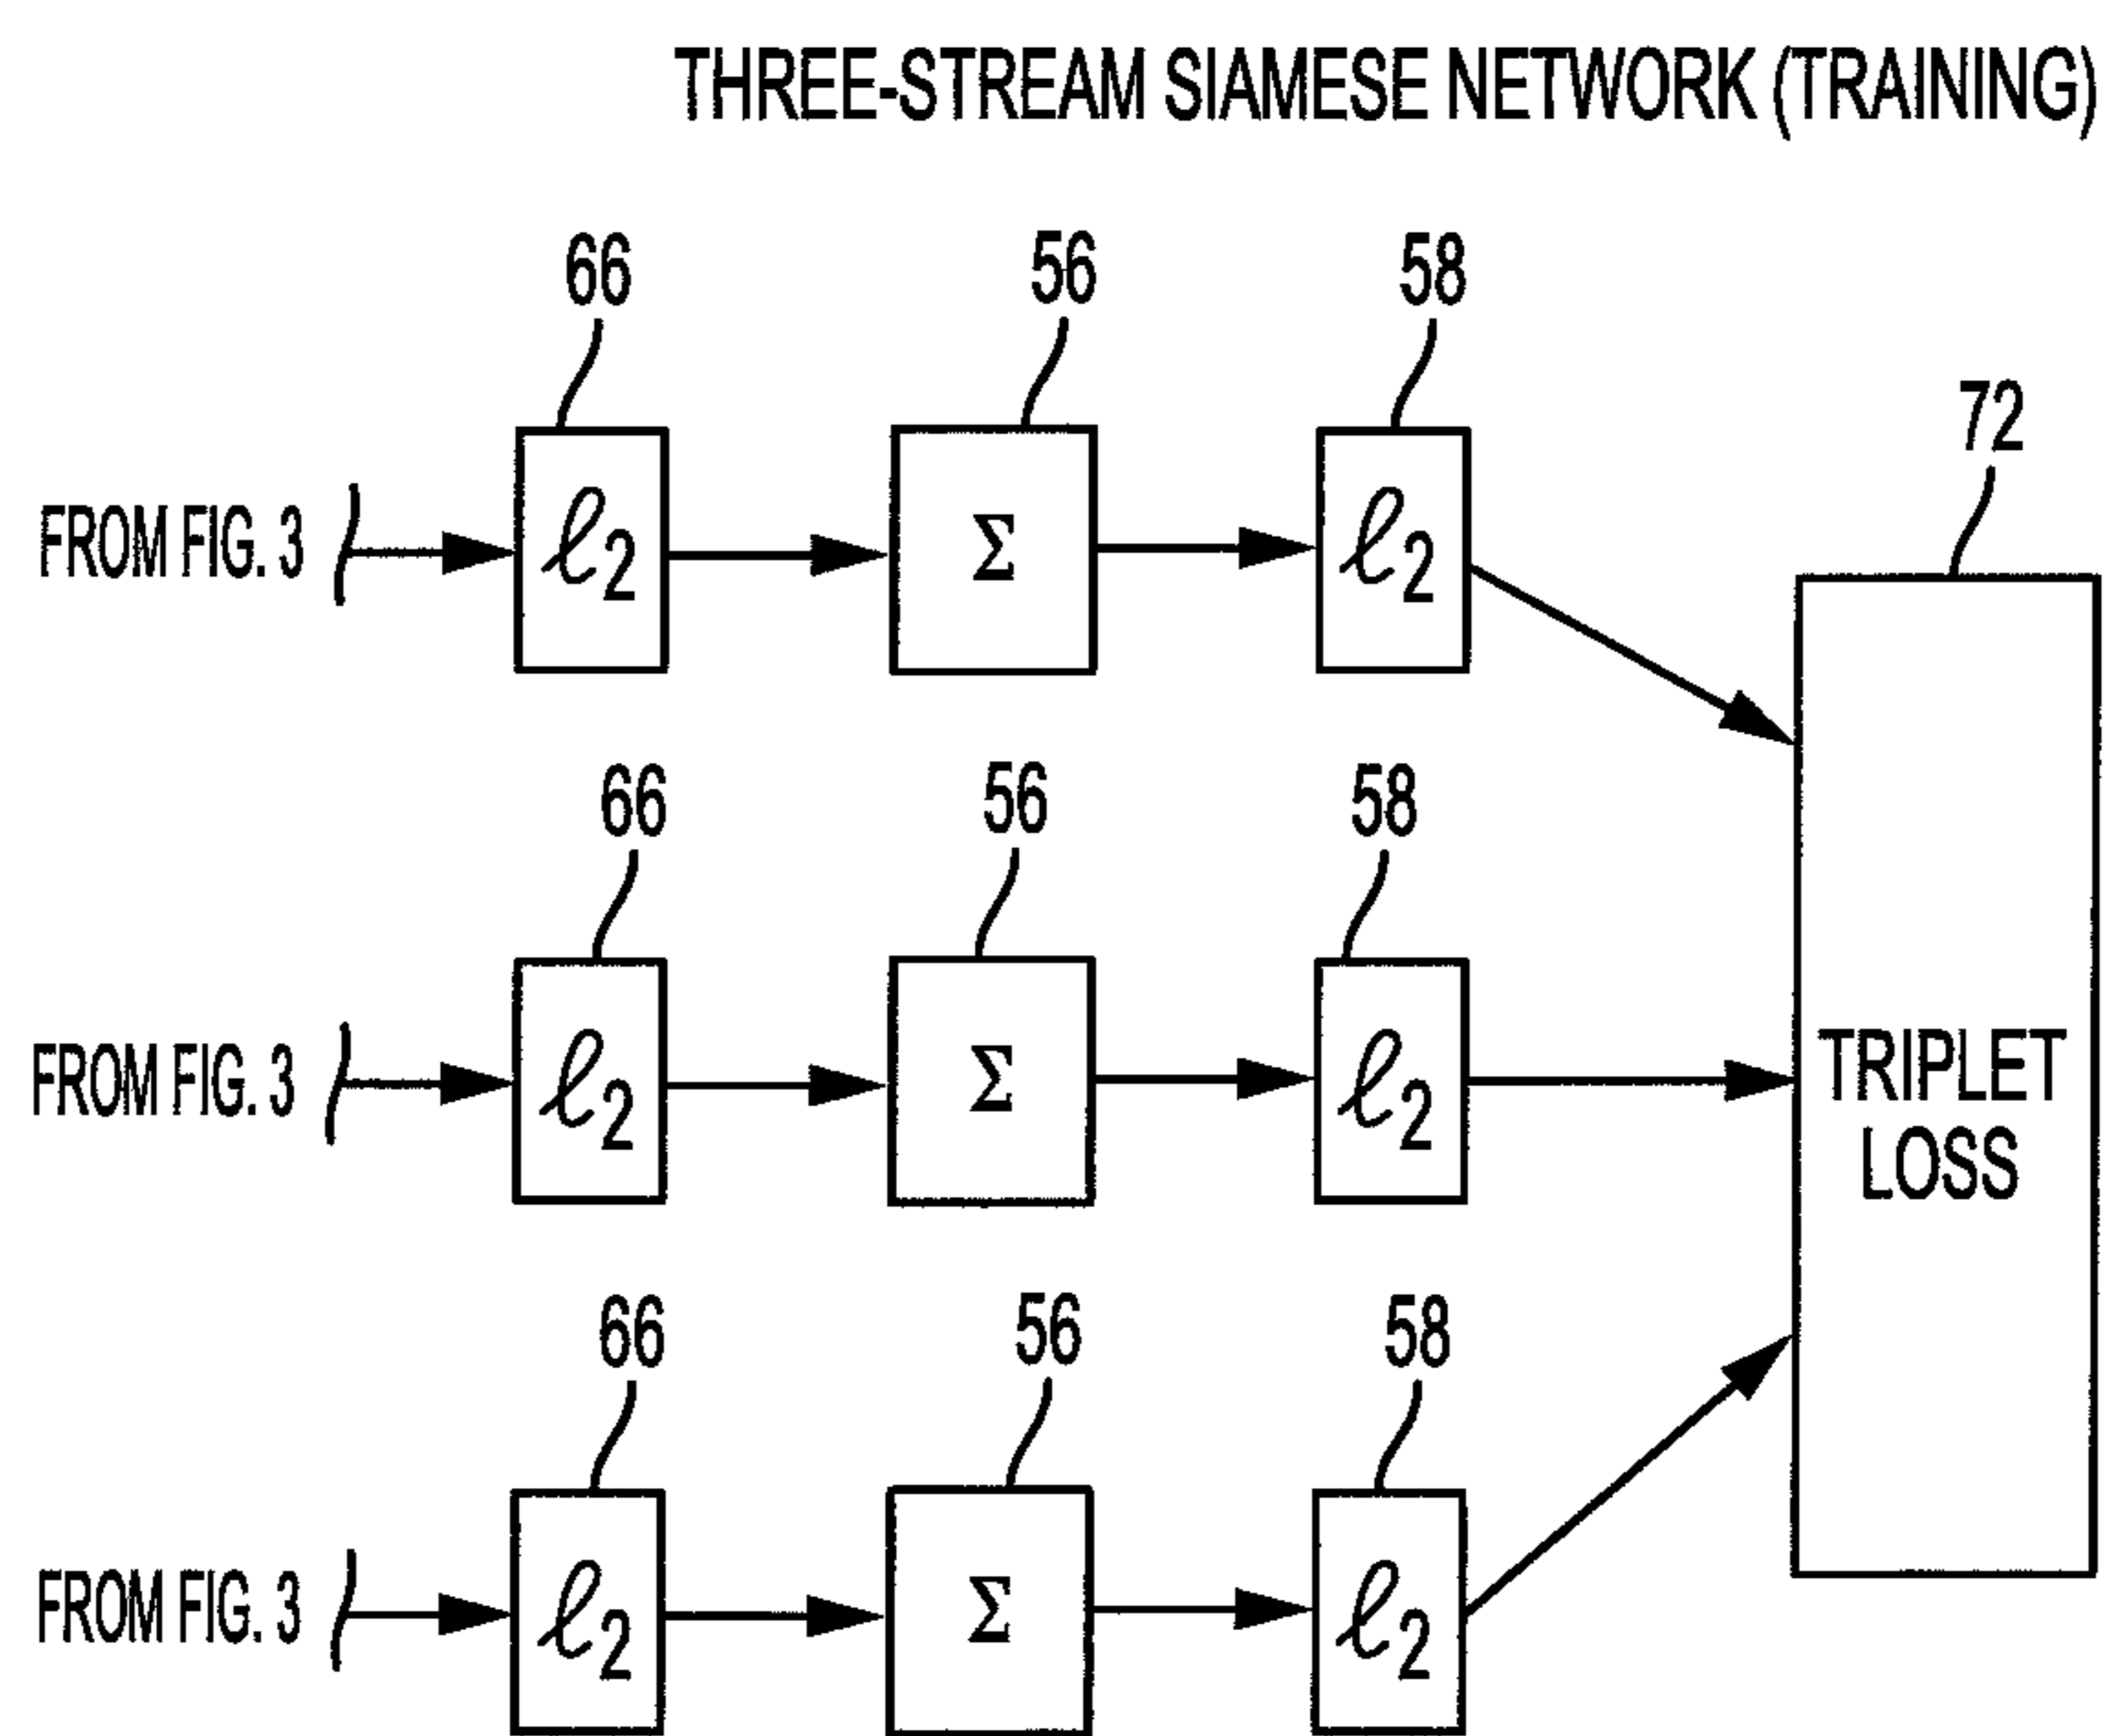 THREE-STREAM SIAMESE NETWORK (TRAINING)
66 56 58
72
FROM FIG. 3 ℓ2 Σ ℓ2
66 56 58
FROM FIG. 3 ℓ2 Σ ℓ2
TRIPLET
LOSS
66 56 58
FROM FIG. 3 ℓ2 Σ ℓ2